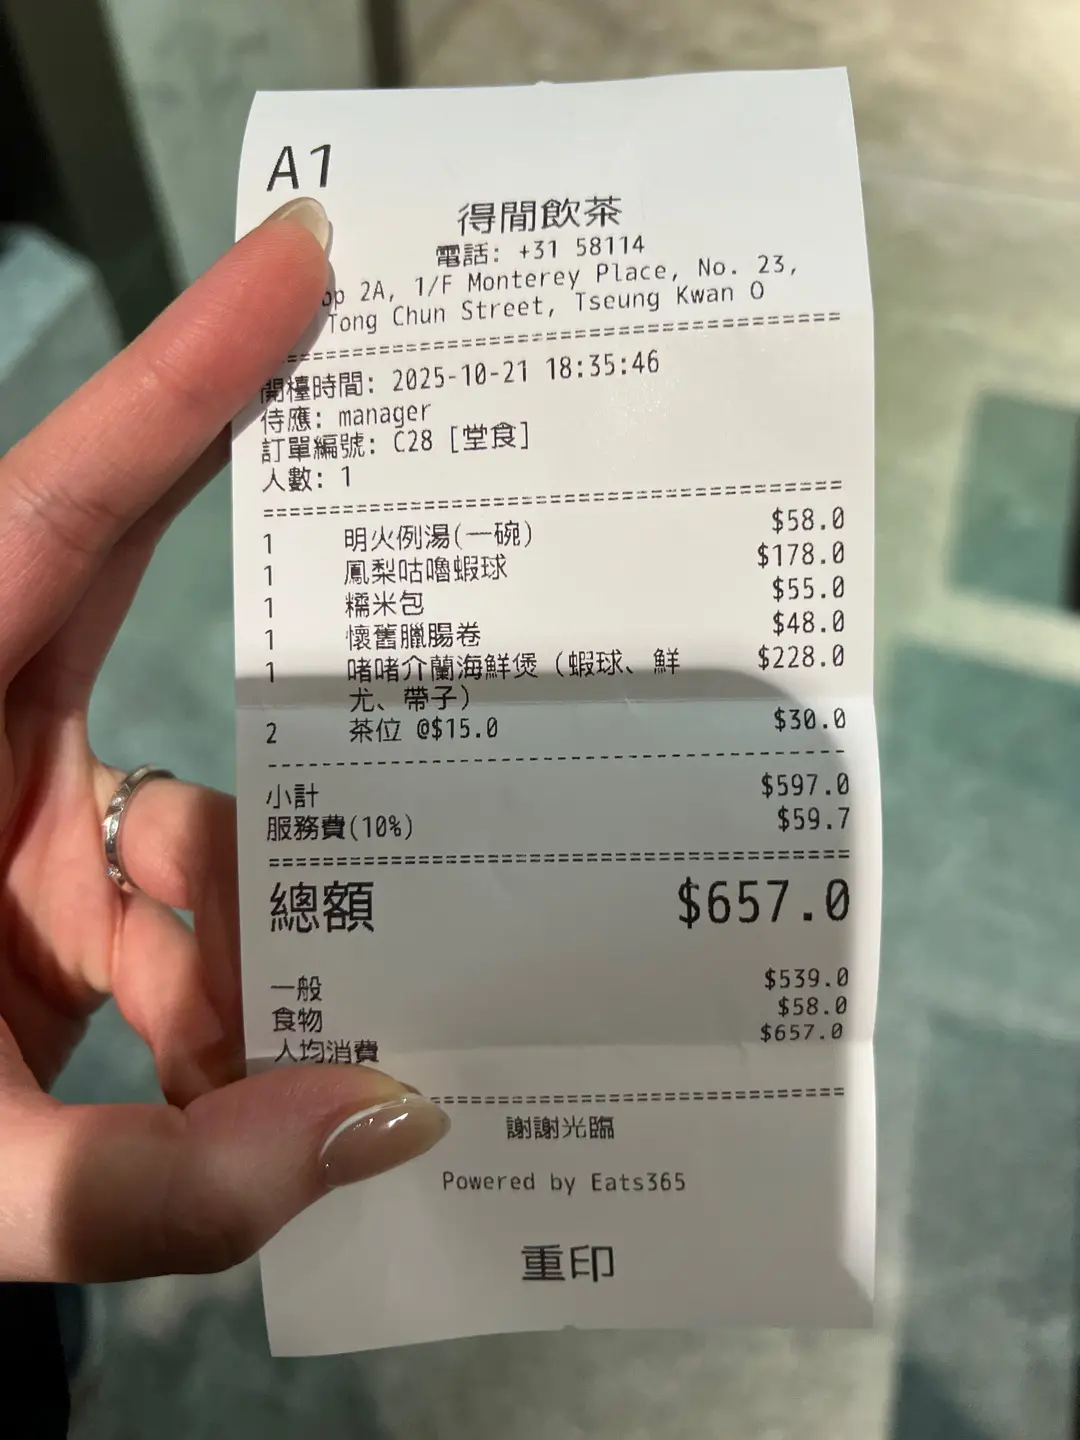 A1
得閒飲茶
電話: +31 58114
op 2A, 1/F Monterey Place, No. 23,
Tong Chun Street, Tseung Kwan O
開檯時間: 2025-10-21 18:35:46
侍應: manager
訂單編號: C28 [堂食]
人數: 1
1 明火例湯(一碗) $58.0
1 鳳梨咕嚕蝦球 $178.0
1 糯米包 $55.0
1 懷舊臘腸卷 $48.0
1 啫啫介蘭海鮮煲 (蝦球、鮮 $228.0
尤、帶子)
2 茶位 @$15.0 $30.0
小計 $597.0
服務費(10%) $59.7
總額 $657.0
一般 $539.0
食物 $58.0
人均消費 $657.0
謝謝光臨
Powered by Eats365
重印